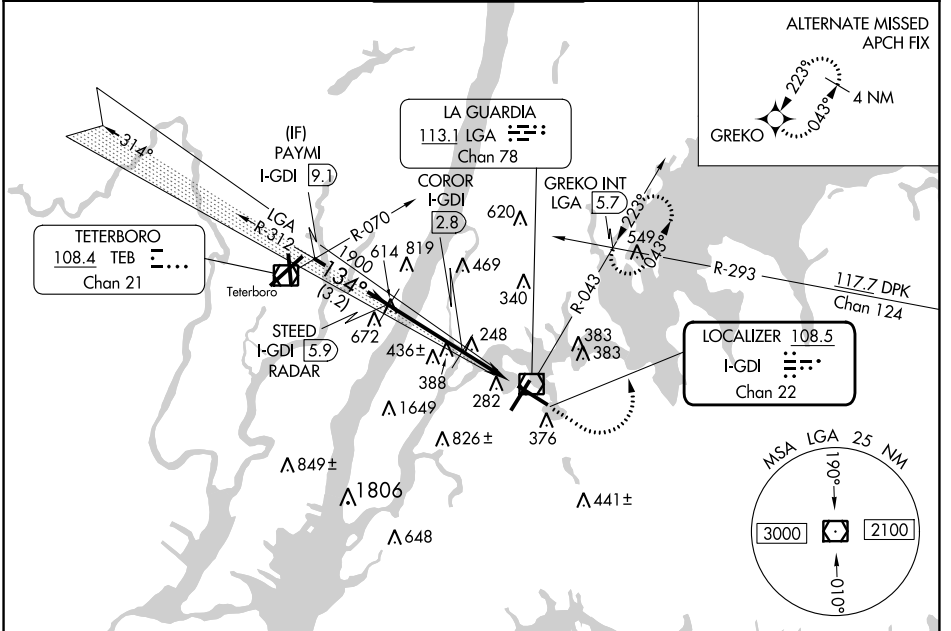 ALTERNATE MISSED
APCH FIX
223°
043°
4 NM
GREKO
LA GUARDIA
113.1 LGA
Chan 78
(IF)
PAYMI
I-GDI 9.1
314°
LGA
R-312
R-070
1900
134°
(3.2)
COROR
I-GDI
2.8
GREKO INT
LGA 5.7
223°
043°
549
620
R-293
117.7 DPK
Chan 124
TETERBORO
108.4 TEB
Chan 21
Teterboro
614
819
469
340
R-043
STEED
I-GDI 5.9
RADAR
672
436±
388
248
282
383
383
LOCALIZER 108.5
I-GDI
Chan 22
376
1649
826±
849±
1806
648
441±
MSA LGA 25 NM
190°
3000
2100
010°